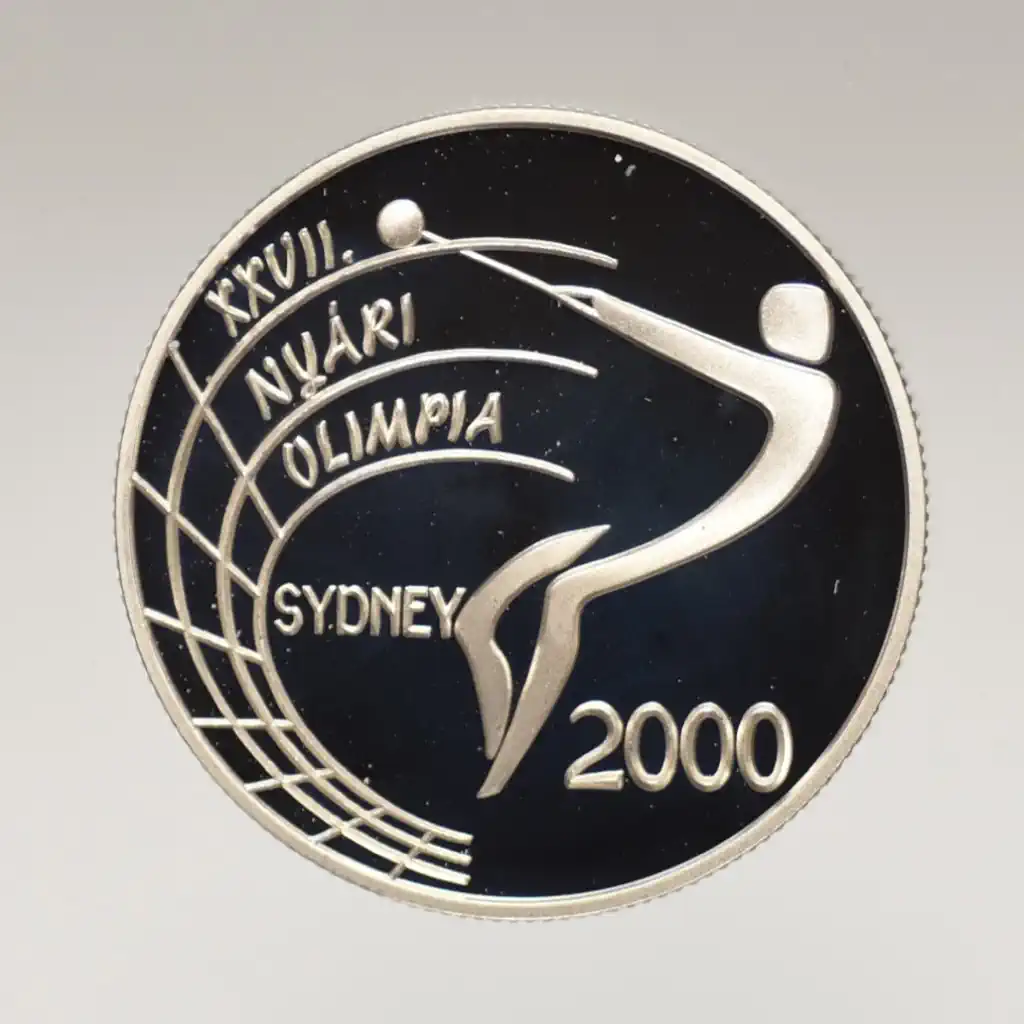 XXVII.
NYÁRI
OLIMPIA
SYDNEY
2000